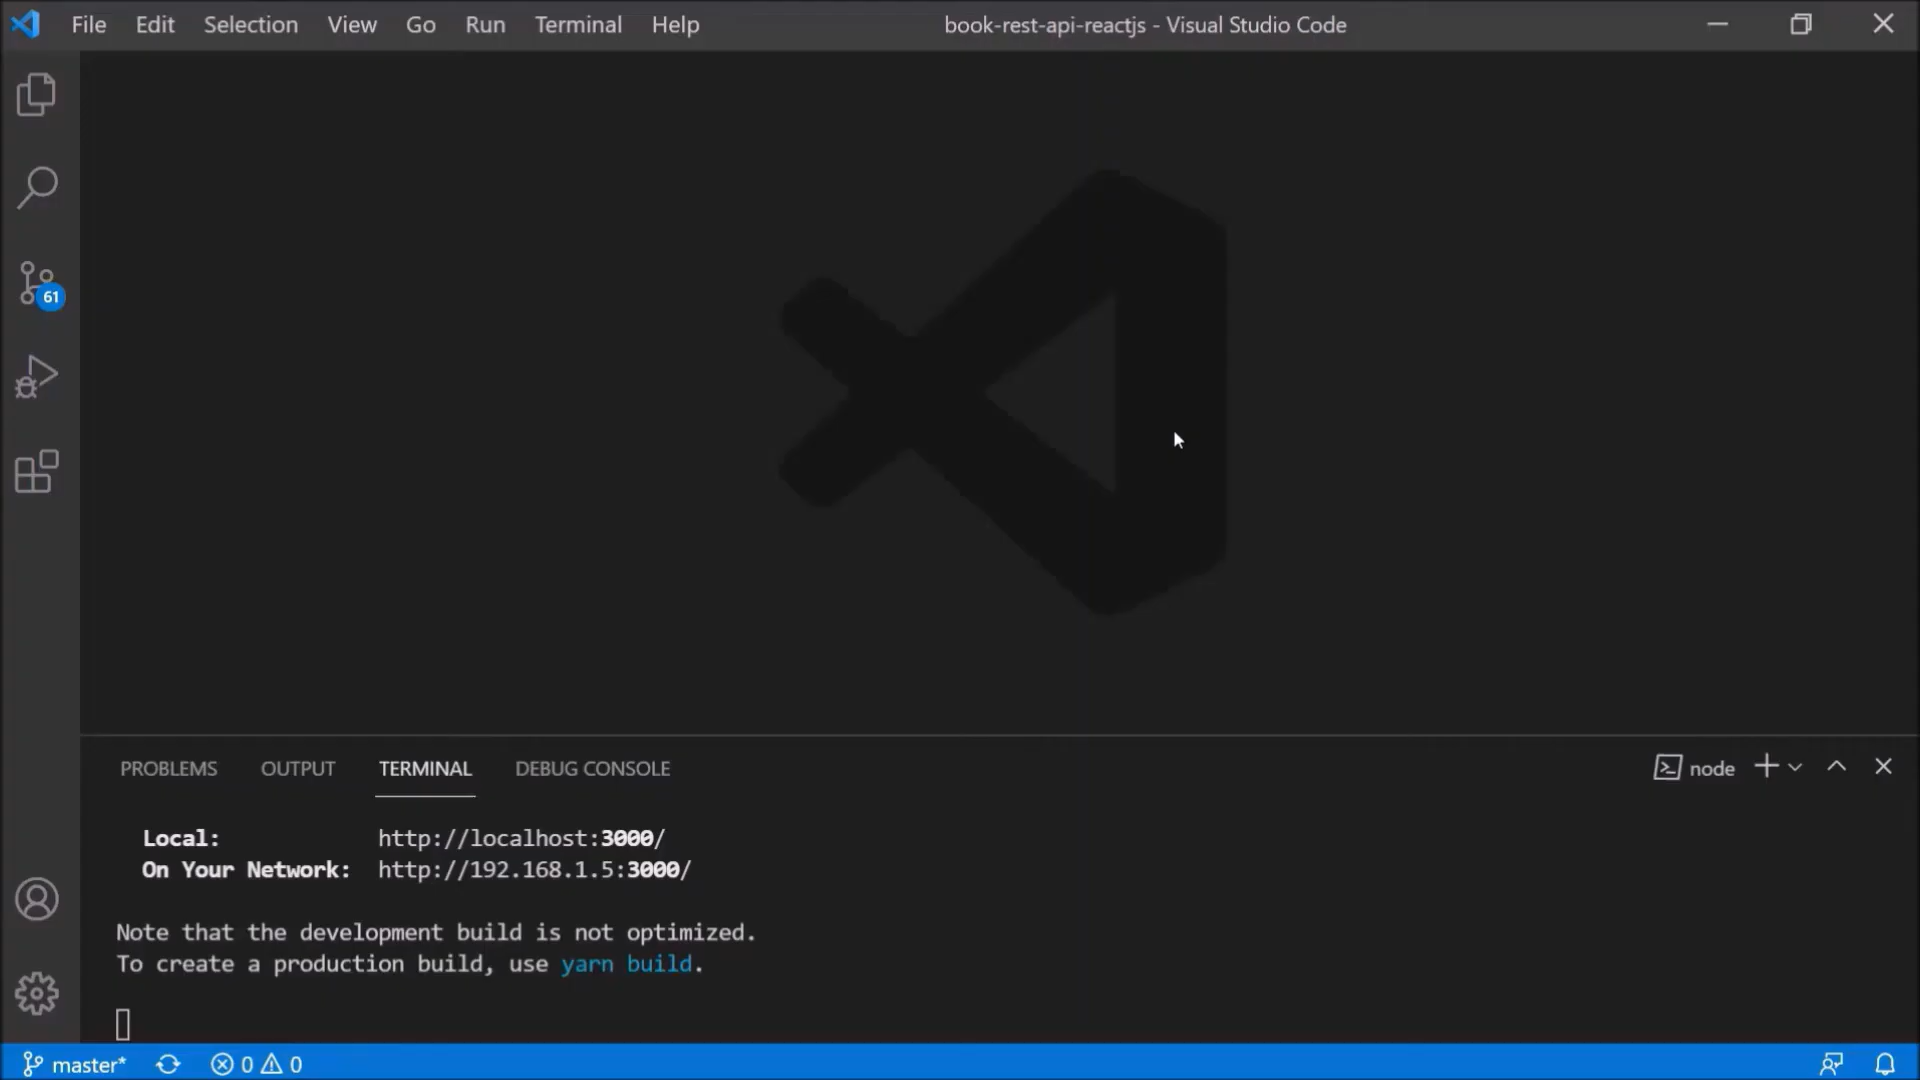 File Edit Selection View Go Run Terminal Help book-rest-api-reactjs - Visual Studio Code
61
PROBLEMS OUTPUT TERMINAL DEBUG CONSOLE node
Local: http://localhost:3000/
On Your Network: http://192.168.1.5:3000/
Note that the development build is not optimized.
To create a production build, use yarn build.
master* 0 0